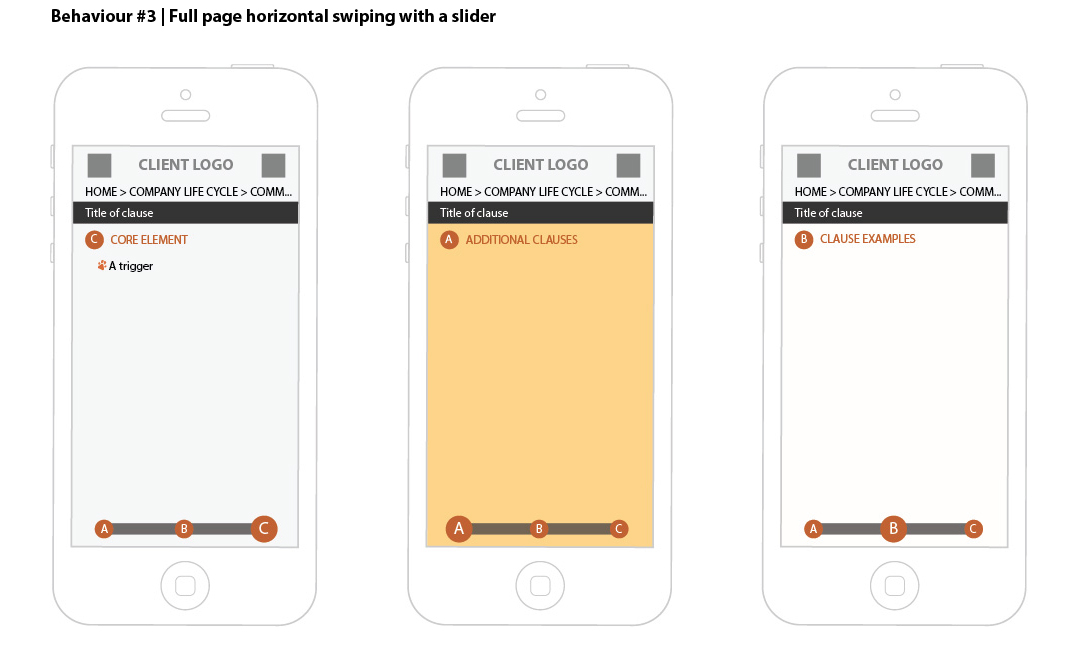 Behaviour #3 | Full page horizontal swiping with a slider
CLIENT LOGO
HOME > COMPANY LIFE CYCLE > COMM...
Title of clause
C CORE ELEMENT
A trigger
A B C
CLIENT LOGO
HOME > COMPANY LIFE CYCLE > COMM...
Title of clause
A ADDITIONAL CLAUSES
A B C
CLIENT LOGO
HOME > COMPANY LIFE CYCLE > COMM...
Title of clause
B CLAUSE EXAMPLES
A B C